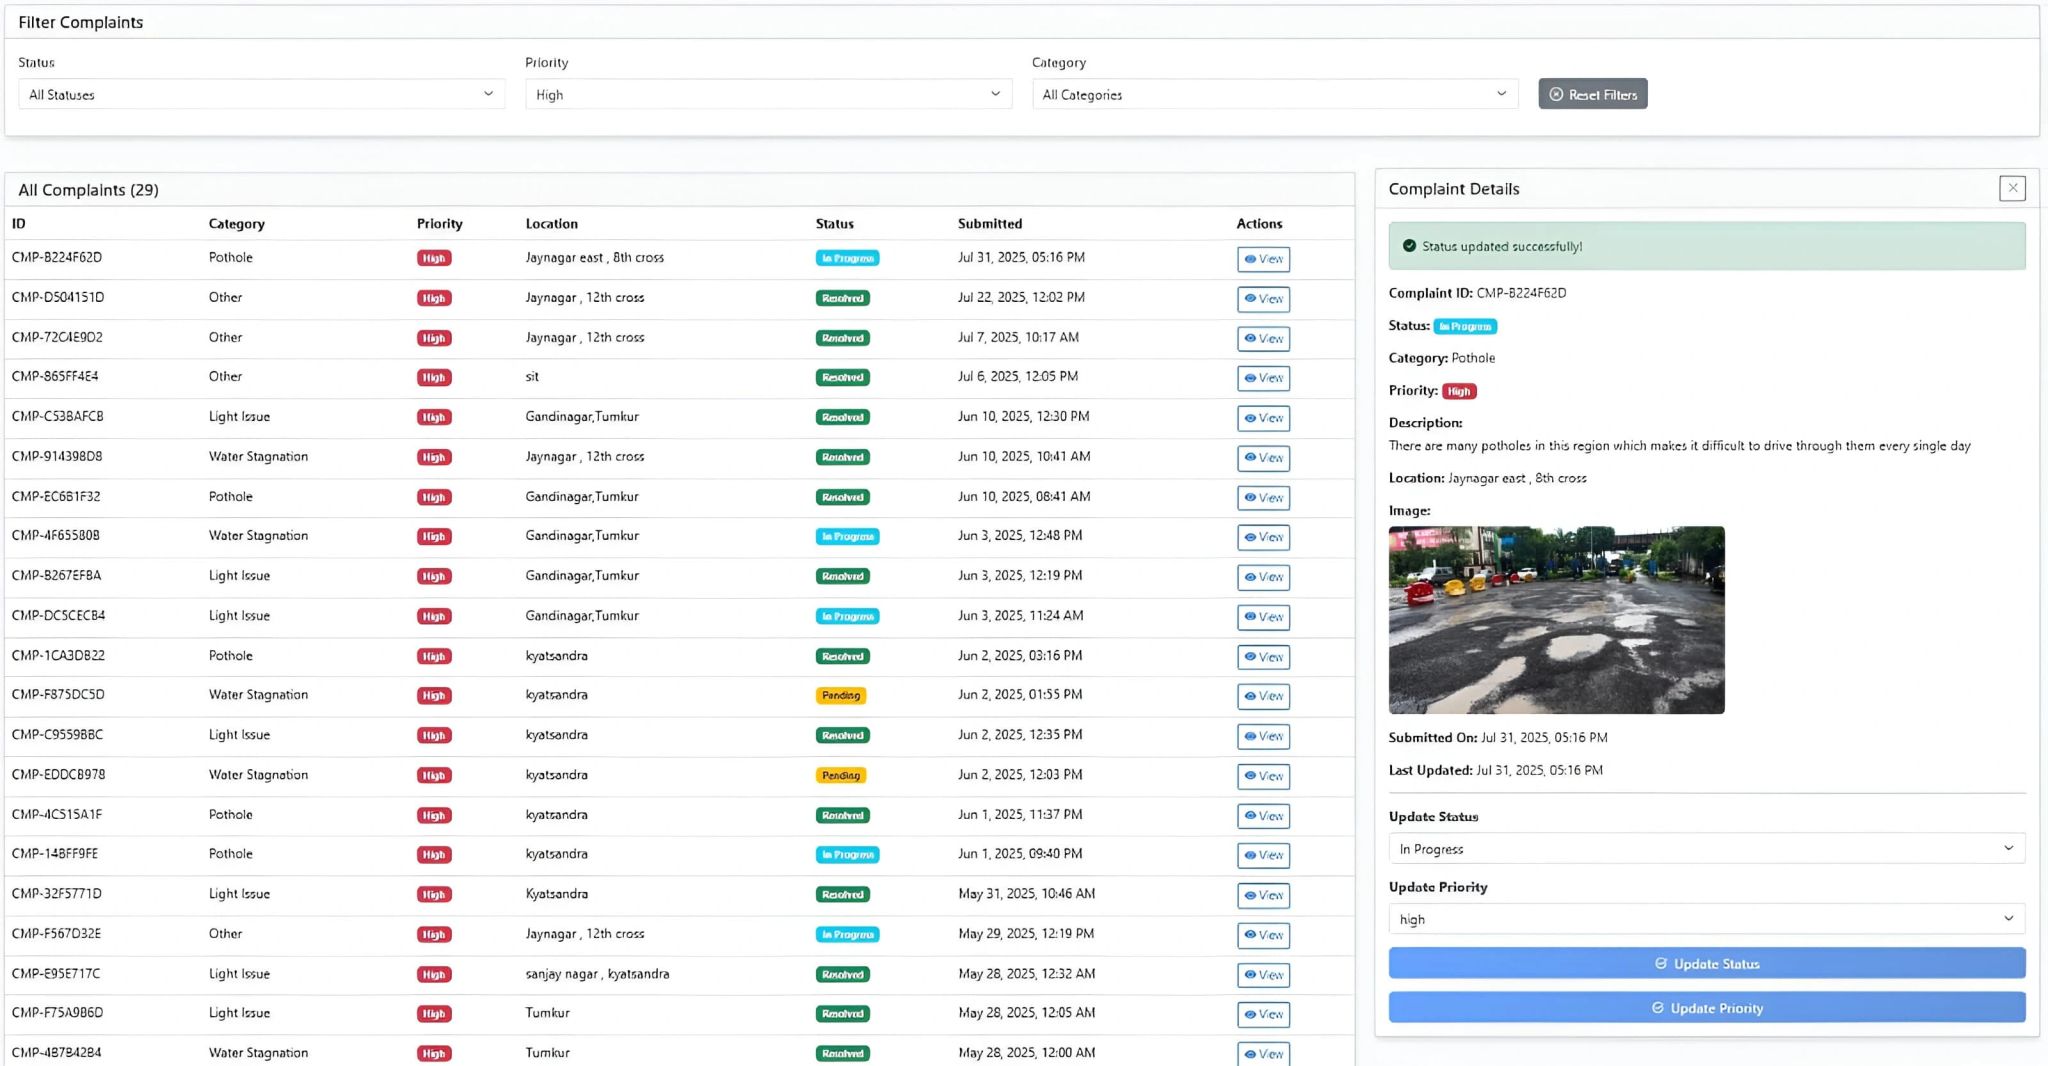 Filter Complaints
Status Priority Category
All Statuses High All Categories Reset Filters
All Complaints (29)
ID Category Priority Location Status Submitted Actions
CMP-B224F62D Pothole High Jaynagar east , 8th cross In Progress Jul 31, 2025, 05:16 PM View
CMP-D504151D Other High Jaynagar , 12th cross Resolved Jul 22, 2025, 12:02 PM View
CMP-72C4E9D2 Other High Jaynagar , 12th cross Resolved Jul 7, 2025, 10:17 AM View
CMP-865FF4E4 Other High sit Resolved Jul 6, 2025, 12:05 PM View
CMP-C53BAFCB Light Issue High Gandinagar,Tumkur Resolved Jun 10, 2025, 12:30 PM View
CMP-914398D8 Water Stagnation High Jaynagar , 12th cross Resolved Jun 10, 2025, 10:41 AM View
CMP-EC6B1F32 Pothole High Gandinagar,Tumkur Resolved Jun 10, 2025, 08:41 AM View
CMP-4F65580B Water Stagnation High Gandinagar,Tumkur In Progress Jun 3, 2025, 12:48 PM View
CMP-B267EFBA Light Issue High Gandinagar,Tumkur Resolved Jun 3, 2025, 12:19 PM View
CMP-DC5CECB4 Light Issue High Gandinagar,Tumkur In Progress Jun 3, 2025, 11:24 AM View
CMP-1CA3DB22 Pothole High kyatsandra Resolved Jun 2, 2025, 03:16 PM View
CMP-F875DC5D Water Stagnation High kyatsandra Pending Jun 2, 2025, 01:55 PM View
CMP-C959BBBC Light Issue High kyatsandra Resolved Jun 2, 2025, 12:35 PM View
CMP-EDDCB978 Water Stagnation High kyatsandra Pending Jun 2, 2025, 12:03 PM View
CMP-4C515A1F Pothole High kyatsandra Resolved Jun 1, 2025, 11:37 PM View
CMP-14BFF9FE Pothole High kyatsandra In Progress Jun 1, 2025, 09:40 PM View
CMP-32F5771D Light Issue High Kyatsandra Resolved May 31, 2025, 10:46 AM View
CMP-F567D32E Other High Jaynagar , 12th cross In Progress May 29, 2025, 12:19 PM View
CMP-E95E717C Light Issue High sanjay nagar , kyatsandra Resolved May 28, 2025, 12:32 AM View
CMP-F75A9B6D Light Issue High Tumkur Resolved May 28, 2025, 12:05 AM View
CMP-4B7B42B4 Water Stagnation High Tumkur Resolved May 28, 2025, 12:00 AM View
Complaint Details
Status updated successfully!
Complaint ID: CMP-B224F62D
Status: In Progress
Category: Pothole
Priority: High
Description:
There are many potholes in this region which makes it difficult to drive through them every single day
Location: Jaynagar east , 8th cross
Image:
Submitted On: Jul 31, 2025, 05:16 PM
Last Updated: Jul 31, 2025, 05:16 PM
Update Status
In Progress
Update Priority
high
Update Status
Update Priority